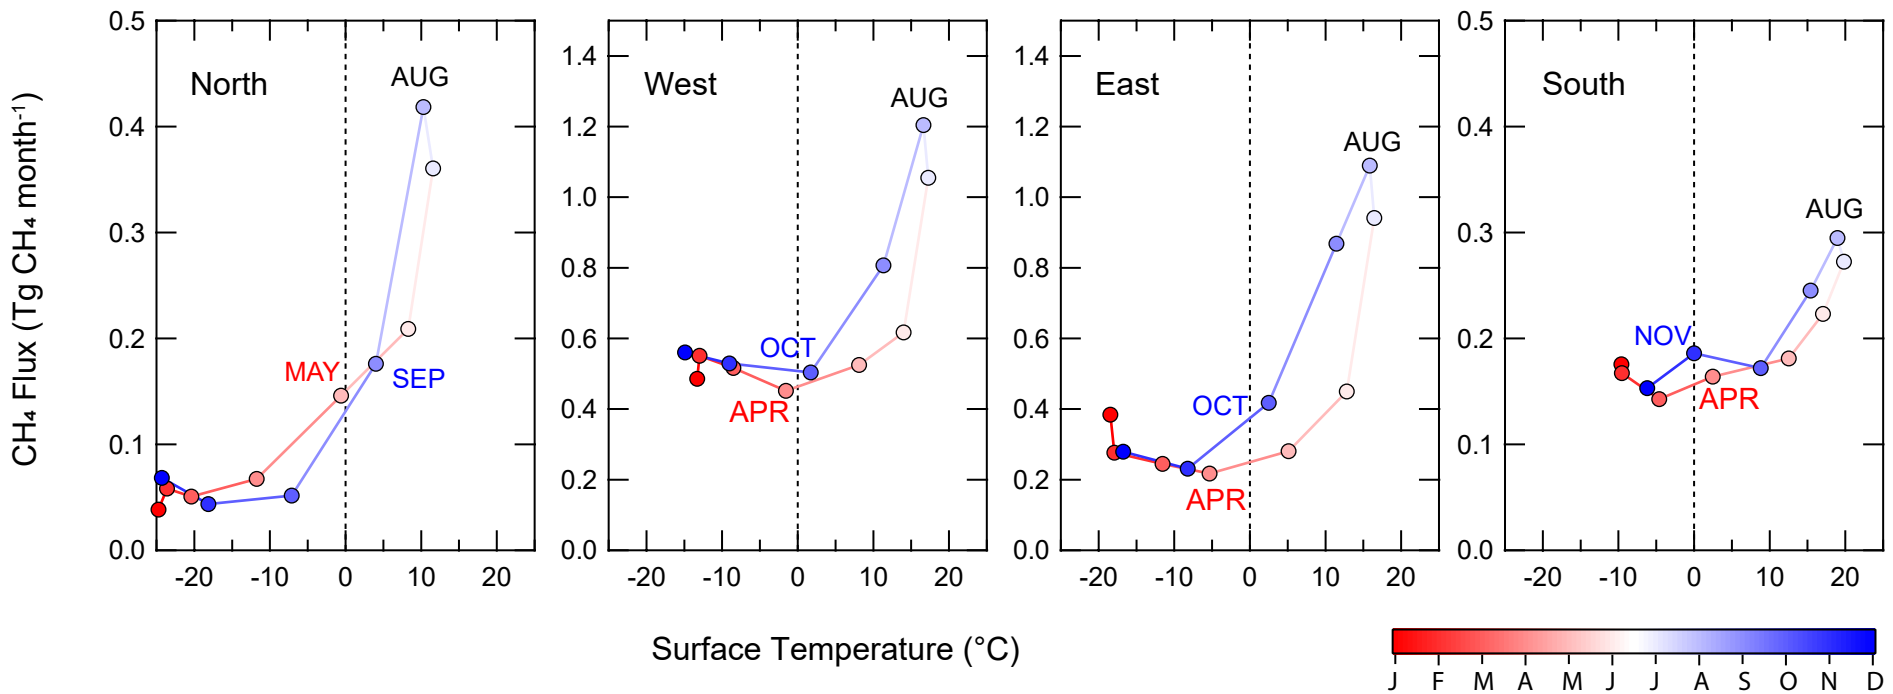 CH₄ Flux (Tg CH₄ month⁻¹)
0.5
0.4
0.3
0.2
0.1
0.0
North
AUG
MAY
SEP
-20 -10 0 10 20
1.4
1.2
1.0
0.8
0.6
0.4
0.2
0.0
West
AUG
OCT
APR
-20 -10 0 10 20
1.4
1.2
1.0
0.8
0.6
0.4
0.2
0.0
East
AUG
OCT
APR
-20 -10 0 10 20
0.5
0.4
0.3
0.2
0.1
0.0
South
AUG
NOV
APR
-20 -10 0 10 20
Surface Temperature (°C)
J F M A M J J A S O N D